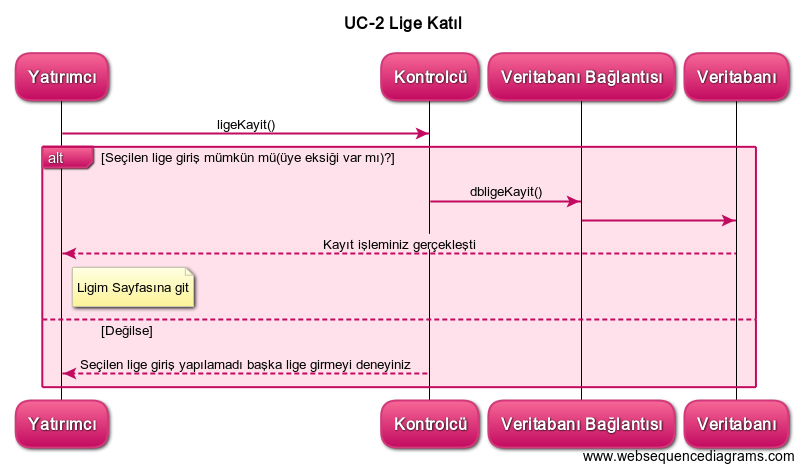 UC-2 Lige Katıl
Yatırımcı
Kontrolcü
Veritabanı Bağlantısı
Veritabanı
ligeKayit()
alt
[Seçilen lige giriş mümkün mü(üye eksiği var mı)?]
dbligeKayit()
Kayıt işleminiz gerçekleşti
Ligim Sayfasına git
[Değilse]
Seçilen lige giriş yapılamadı başka lige girmeyi deneyiniz
Yatırımcı
Kontrolcü
Veritabanı Bağlantısı
Veritabanı
www.websequencediagrams.com